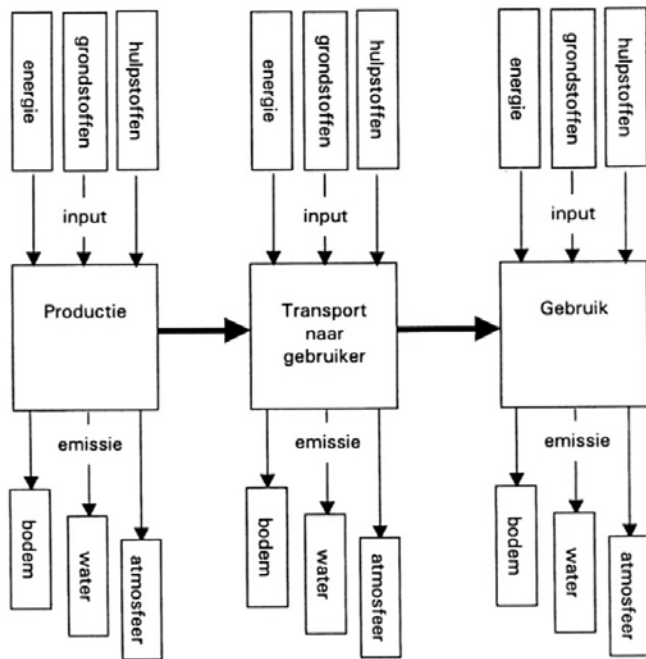 energie
grondstoffen
hulpstoffen
energie
grondstoffen
hulpstoffen
energie
grondstoffen
hulpstoffen
input
input
input
Productie
Transport
naar
gebruiker
Gebruik
emissie
emissie
emissie
bodem
water
atmosfeer
bodem
water
atmosfeer
bodem
water
atmosfeer